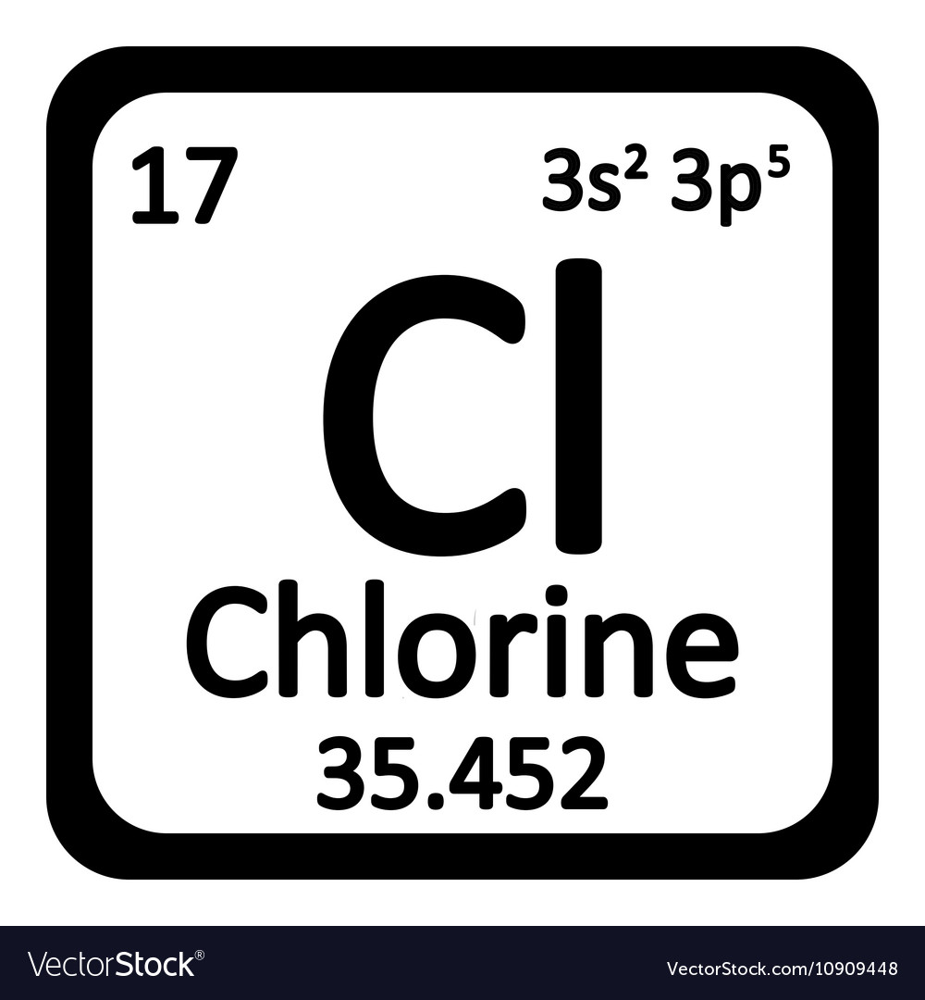 17 3s² 3p⁵
Cl
Chlorine
35.452
VectorStock® VectorStock.com/10909448